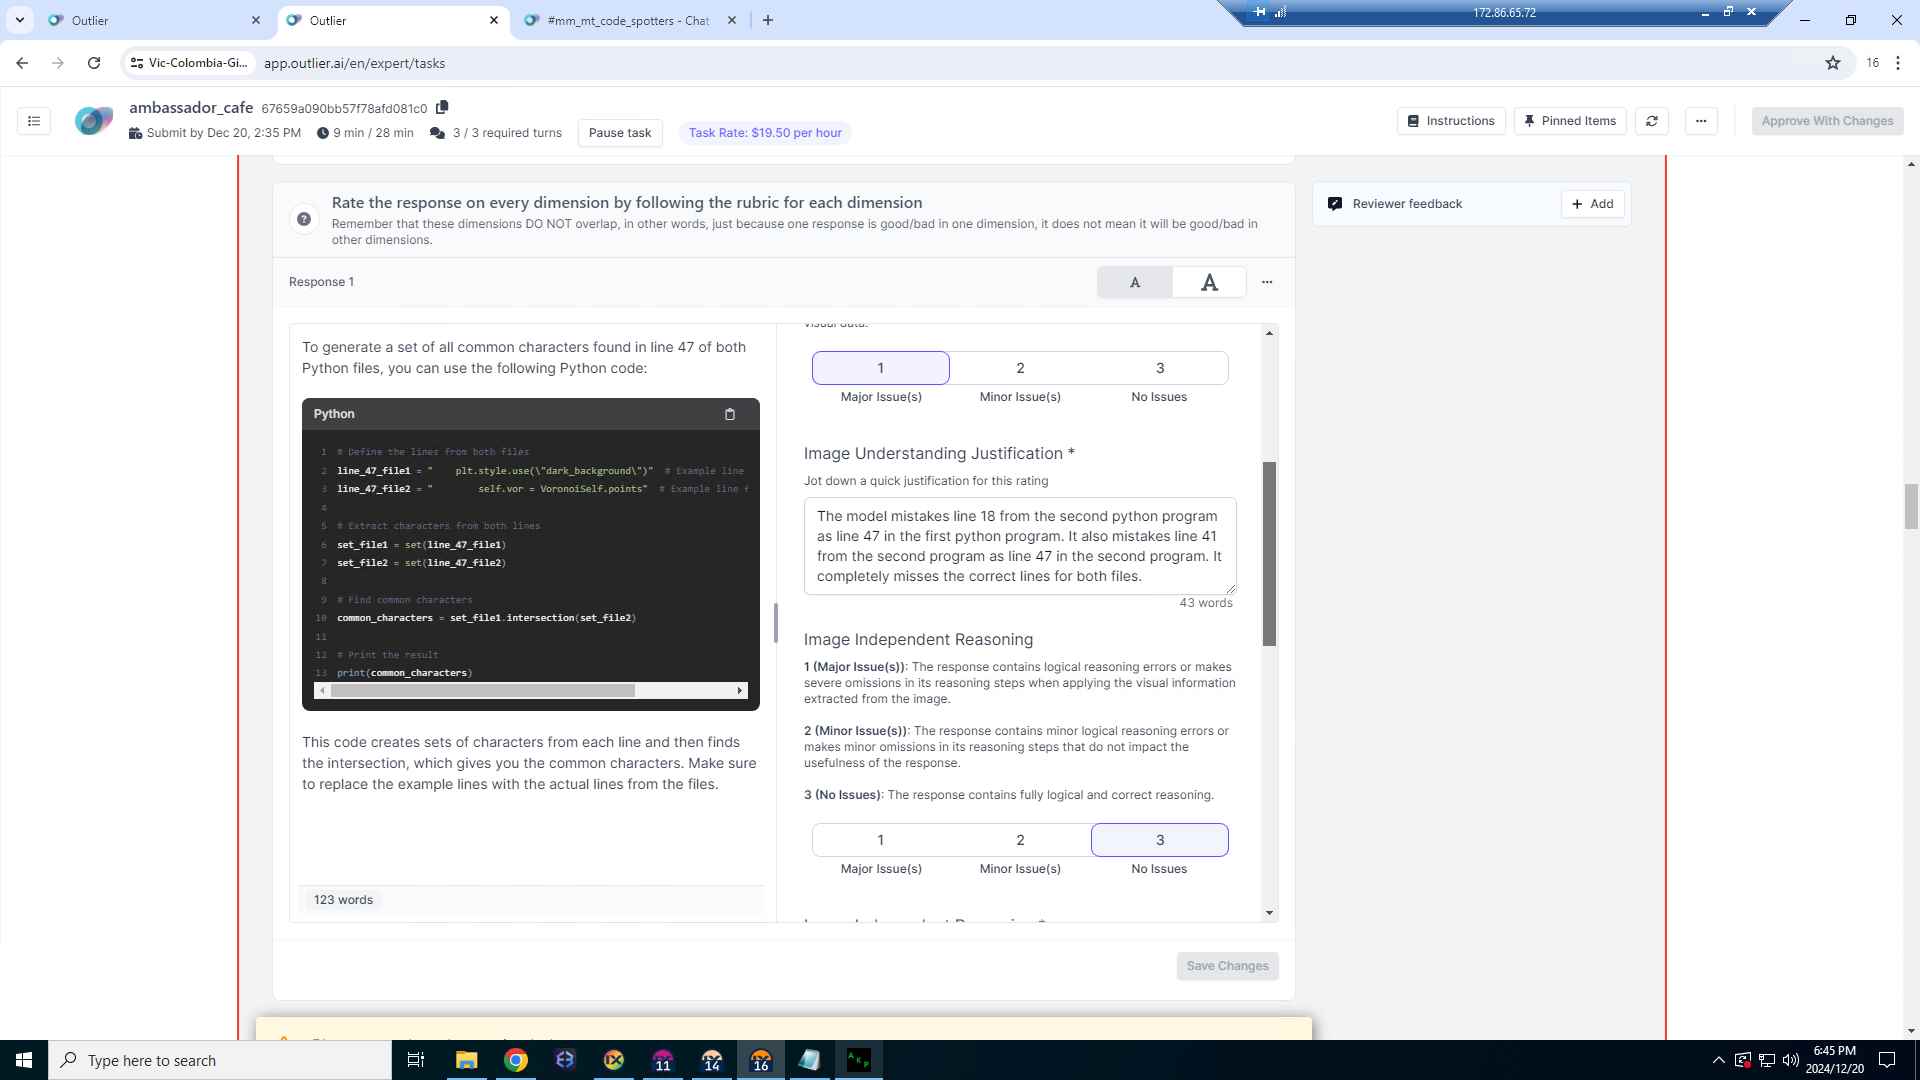 Outlier
Outlier
#mm_mt_code_spotters - Chat
172.86.65.72
Vic-Colombia-Gi...
app.outlier.ai/en/expert/tasks
16
ambassador_cafe 67659a090bb57f78afd081c0
Submit by Dec 20, 2:35 PM
9 min / 28 min
3 / 3 required turns
Pause task
Task Rate: $19.50 per hour
Instructions
Pinned Items
Approve With Changes
Rate the response on every dimension by following the rubric for each dimension
Remember that these dimensions DO NOT overlap, in other words, just because one response is good/bad in one dimension, it does not mean it will be good/bad in
other dimensions.
Reviewer feedback
Add
Response 1
A
A
To generate a set of all common characters found in line 47 of both
Python files, you can use the following Python code:
Python
1 # Define the lines from both files
2 line_47_file1 = "    plt.style.use(\"dark_background\")"  # Example line
3 line_47_file2 = "        self.vor = VoronoiSelf.points"  # Example line f
4
5 # Extract characters from both lines
6 set_file1 = set(line_47_file1)
7 set_file2 = set(line_47_file2)
8
9 # Find common characters
10 common_characters = set_file1.intersection(set_file2)
11
12 # Print the result
13 print(common_characters)
This code creates sets of characters from each line and then finds
the intersection, which gives you the common characters. Make sure
to replace the example lines with the actual lines from the files.
123 words
visual data.
1
2
3
Major Issue(s)
Minor Issue(s)
No Issues
Image Understanding Justification *
Jot down a quick justification for this rating
The model mistakes line 18 from the second python program
as line 47 in the first python program. It also mistakes line 41
from the second program as line 47 in the second program. It
completely misses the correct lines for both files.
43 words
Image Independent Reasoning
1 (Major Issue(s)): The response contains logical reasoning errors or makes
severe omissions in its reasoning steps when applying the visual information
extracted from the image.
2 (Minor Issue(s)): The response contains minor logical reasoning errors or
makes minor omissions in its reasoning steps that do not impact the
usefulness of the response.
3 (No Issues): The response contains fully logical and correct reasoning.
1
2
3
Major Issue(s)
Minor Issue(s)
No Issues
Save Changes
Type here to search
11
14
16
6:45 PM
2024/12/20